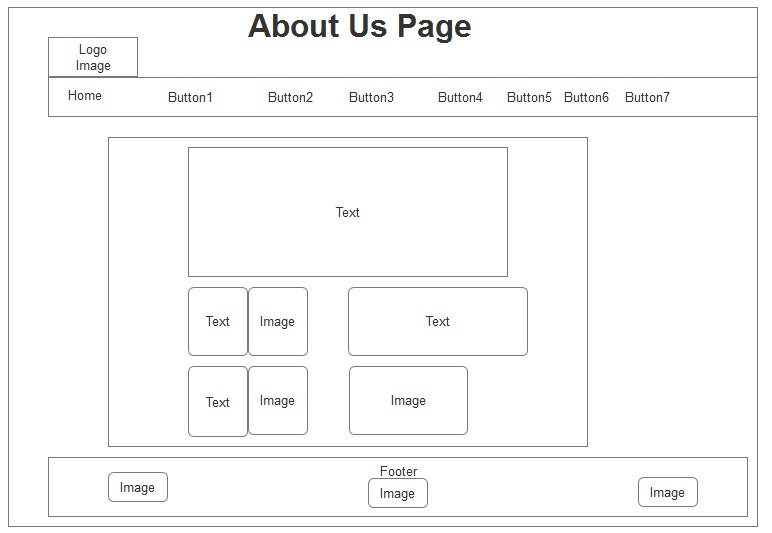 About Us Page
Logo
Image
Home
Button1
Button2
Button3
Button4
Button5
Button6
Button7
Text
Text
Image
Text
Text
Image
Image
Footer
Image
Image
Image